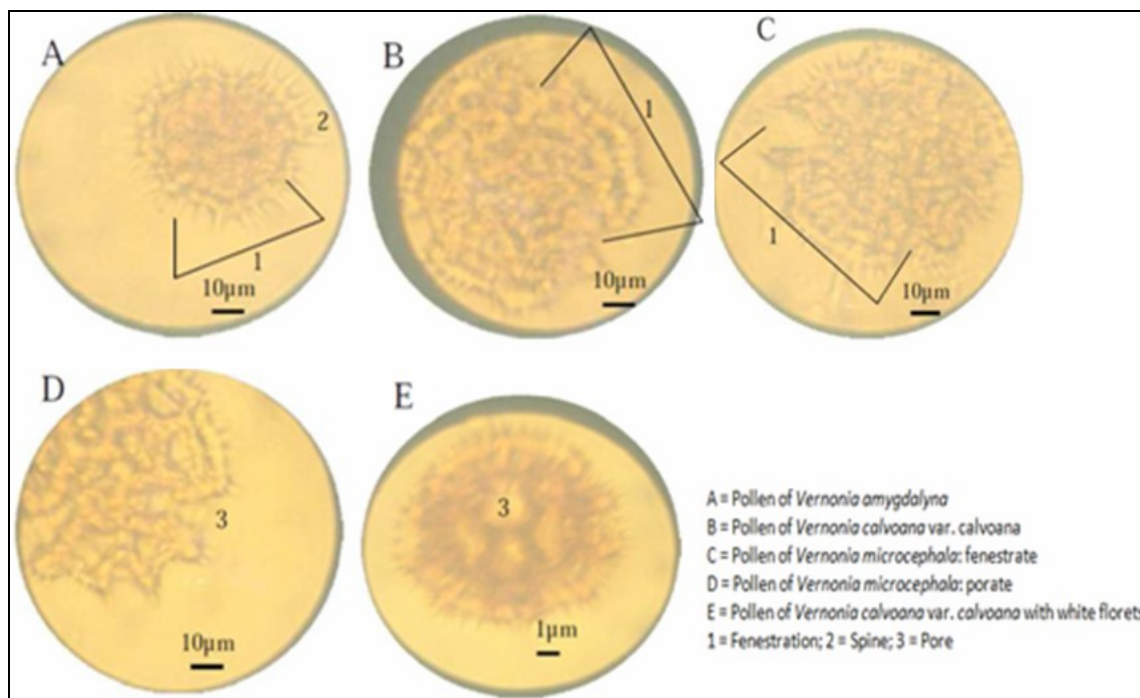 A
2
1
10µm
B
1
10µm
C
1
10µm
D
3
10µm
E
3
1µm
A = Pollen of Vernonia amygdalyna
B = Pollen of Vernonia calvoana var. calvoana
C = Pollen of Vernonia microcephala: fenestrate
D = Pollen of Vernonia microcephala: porate
E = Pollen of Vernonia calvoana var. calvoana with white florets
1 = Fenestration; 2 = Spine; 3 = Pore